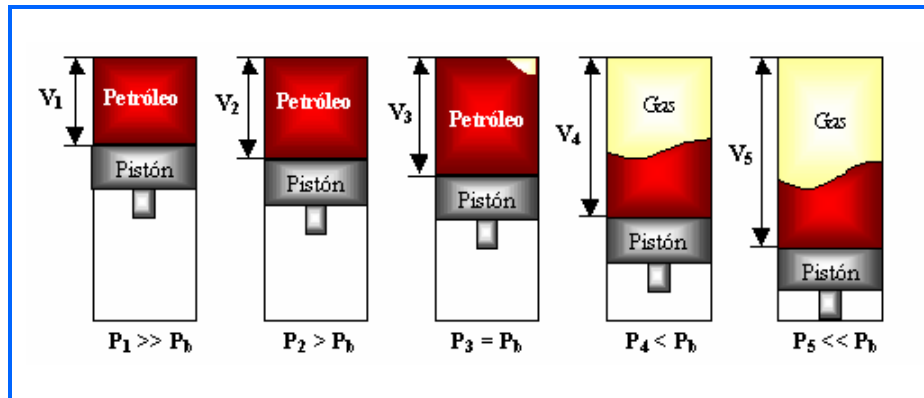 V₁ Petróleo Pistón P₁ >> Pb
V₂ Petróleo Pistón P₂ > Pb
V₃ Petróleo Pistón P₃ = Pb
V₄ Gas Pistón P₄ < Pb
V₅ Gas Pistón P₅ << Pb